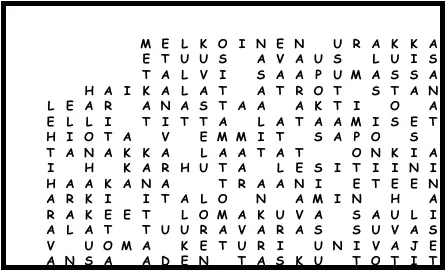 MELKOINEN URAKKA
ETUUS AVAUS LUIS
TALVI SAAPUMASSA
HAIKALAT ATROT STAN
LEAR ANASTAA AKTI O A
ELLI TITTA LATAAMISET
HIOTA V EMMIT SAPO S
TANAKKA LAATAT ONKIA
I H KARHUTA LESITIINI
HAAKANA TRAANI ETEEN
ARKI ITALO N AMIN H A
RAKEET LOMAKUVA SAULI
ALAT TUURAVARAS SUVAS
V UOMA KETURI UNIVAJE
ANSA ADEN TASKU TATTI